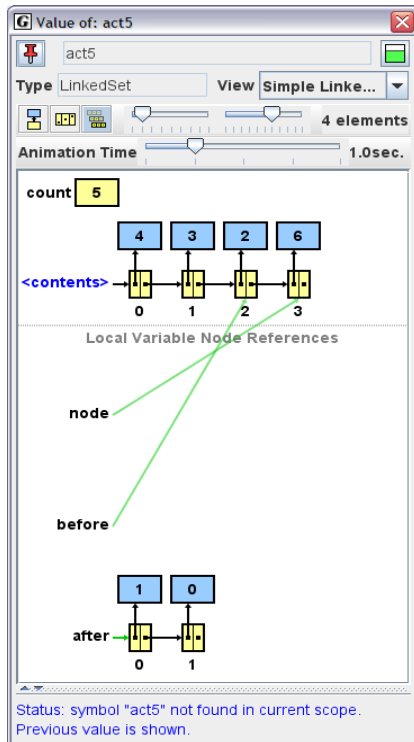 G Value of: act5
act5
Type LinkedSet View Simple Linke...
4 elements
Animation Time 1.0sec.
count 5
4 3 2 6
<contents>
0 1 2 3
Local Variable Node References
node
before
1 0
after
0 1
Status: symbol "act5" not found in current scope.
Previous value is shown.